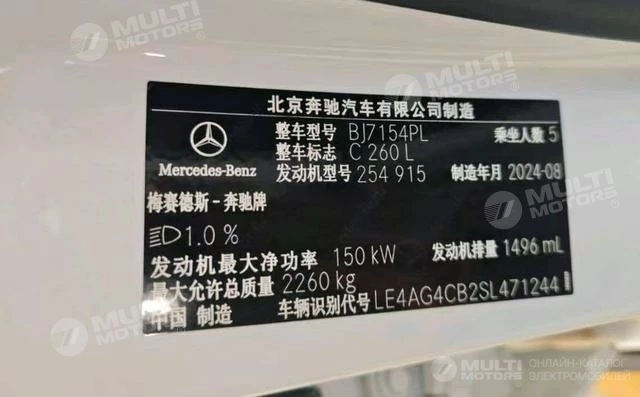 MULTI MOTORS
MULTI MOTORS
北京奔驰汽车有限公司制造
整车型号 BJ7154PL 乘坐人数 5
整车标志 C 260 L
发动机型号 254 915 制造年月 2024-08
Mercedes-Benz
梅赛德斯-奔驰牌
1.0 %
发动机最大净功率 150 kW 发动机排量 1496 mL
最大允许总质量 2260 kg
车辆识别代号 LE4AG4CB2SL471244
中国 制造
MULTI MOTORS
MULTI MOTORS
MULTI MOTORS
ОНЛАЙН-КАТАЛОГ
ЭЛЕКТРОМОБИЛЕЙ